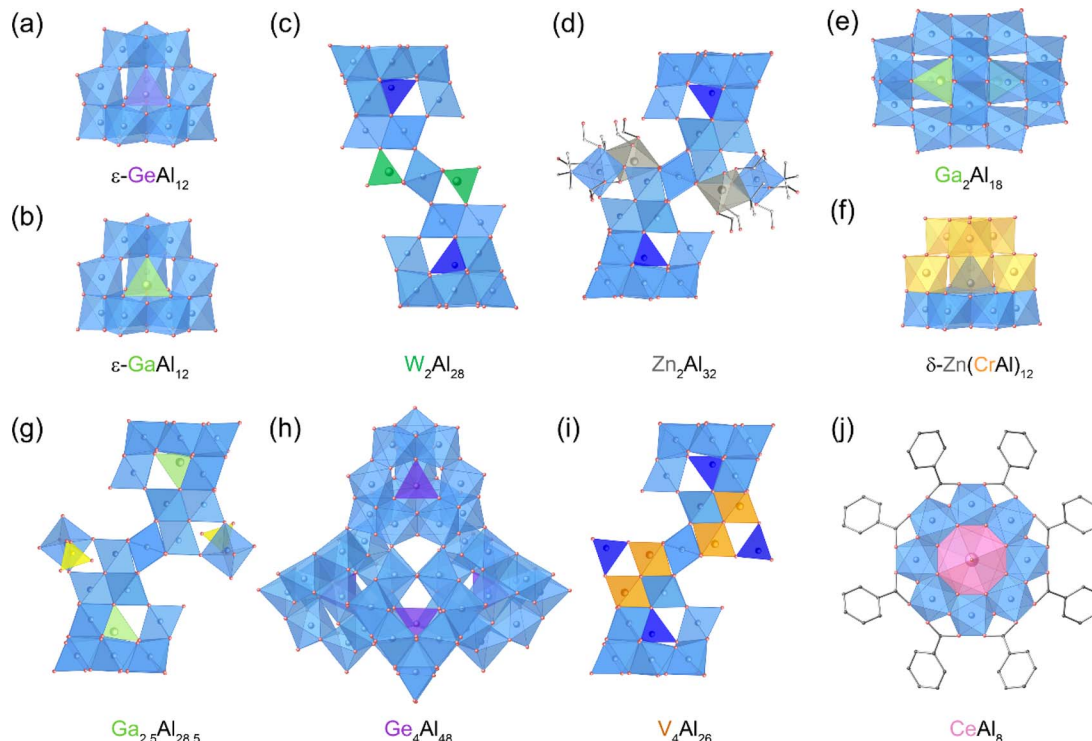 (a)
ε-GeAl₁₂
(b)
ε-GaAl₁₂
(c)
W₂Al₂₈
(d)
Zn₂Al₃₂
(e)
Ga₂Al₁₈
(f)
δ-Zn(CrAl)₁₂
(g)
Ga₂.₅Al₂₈.₅
(h)
Ge₄Al₄₈
(i)
V₄Al₂₆
(j)
CeAl₈